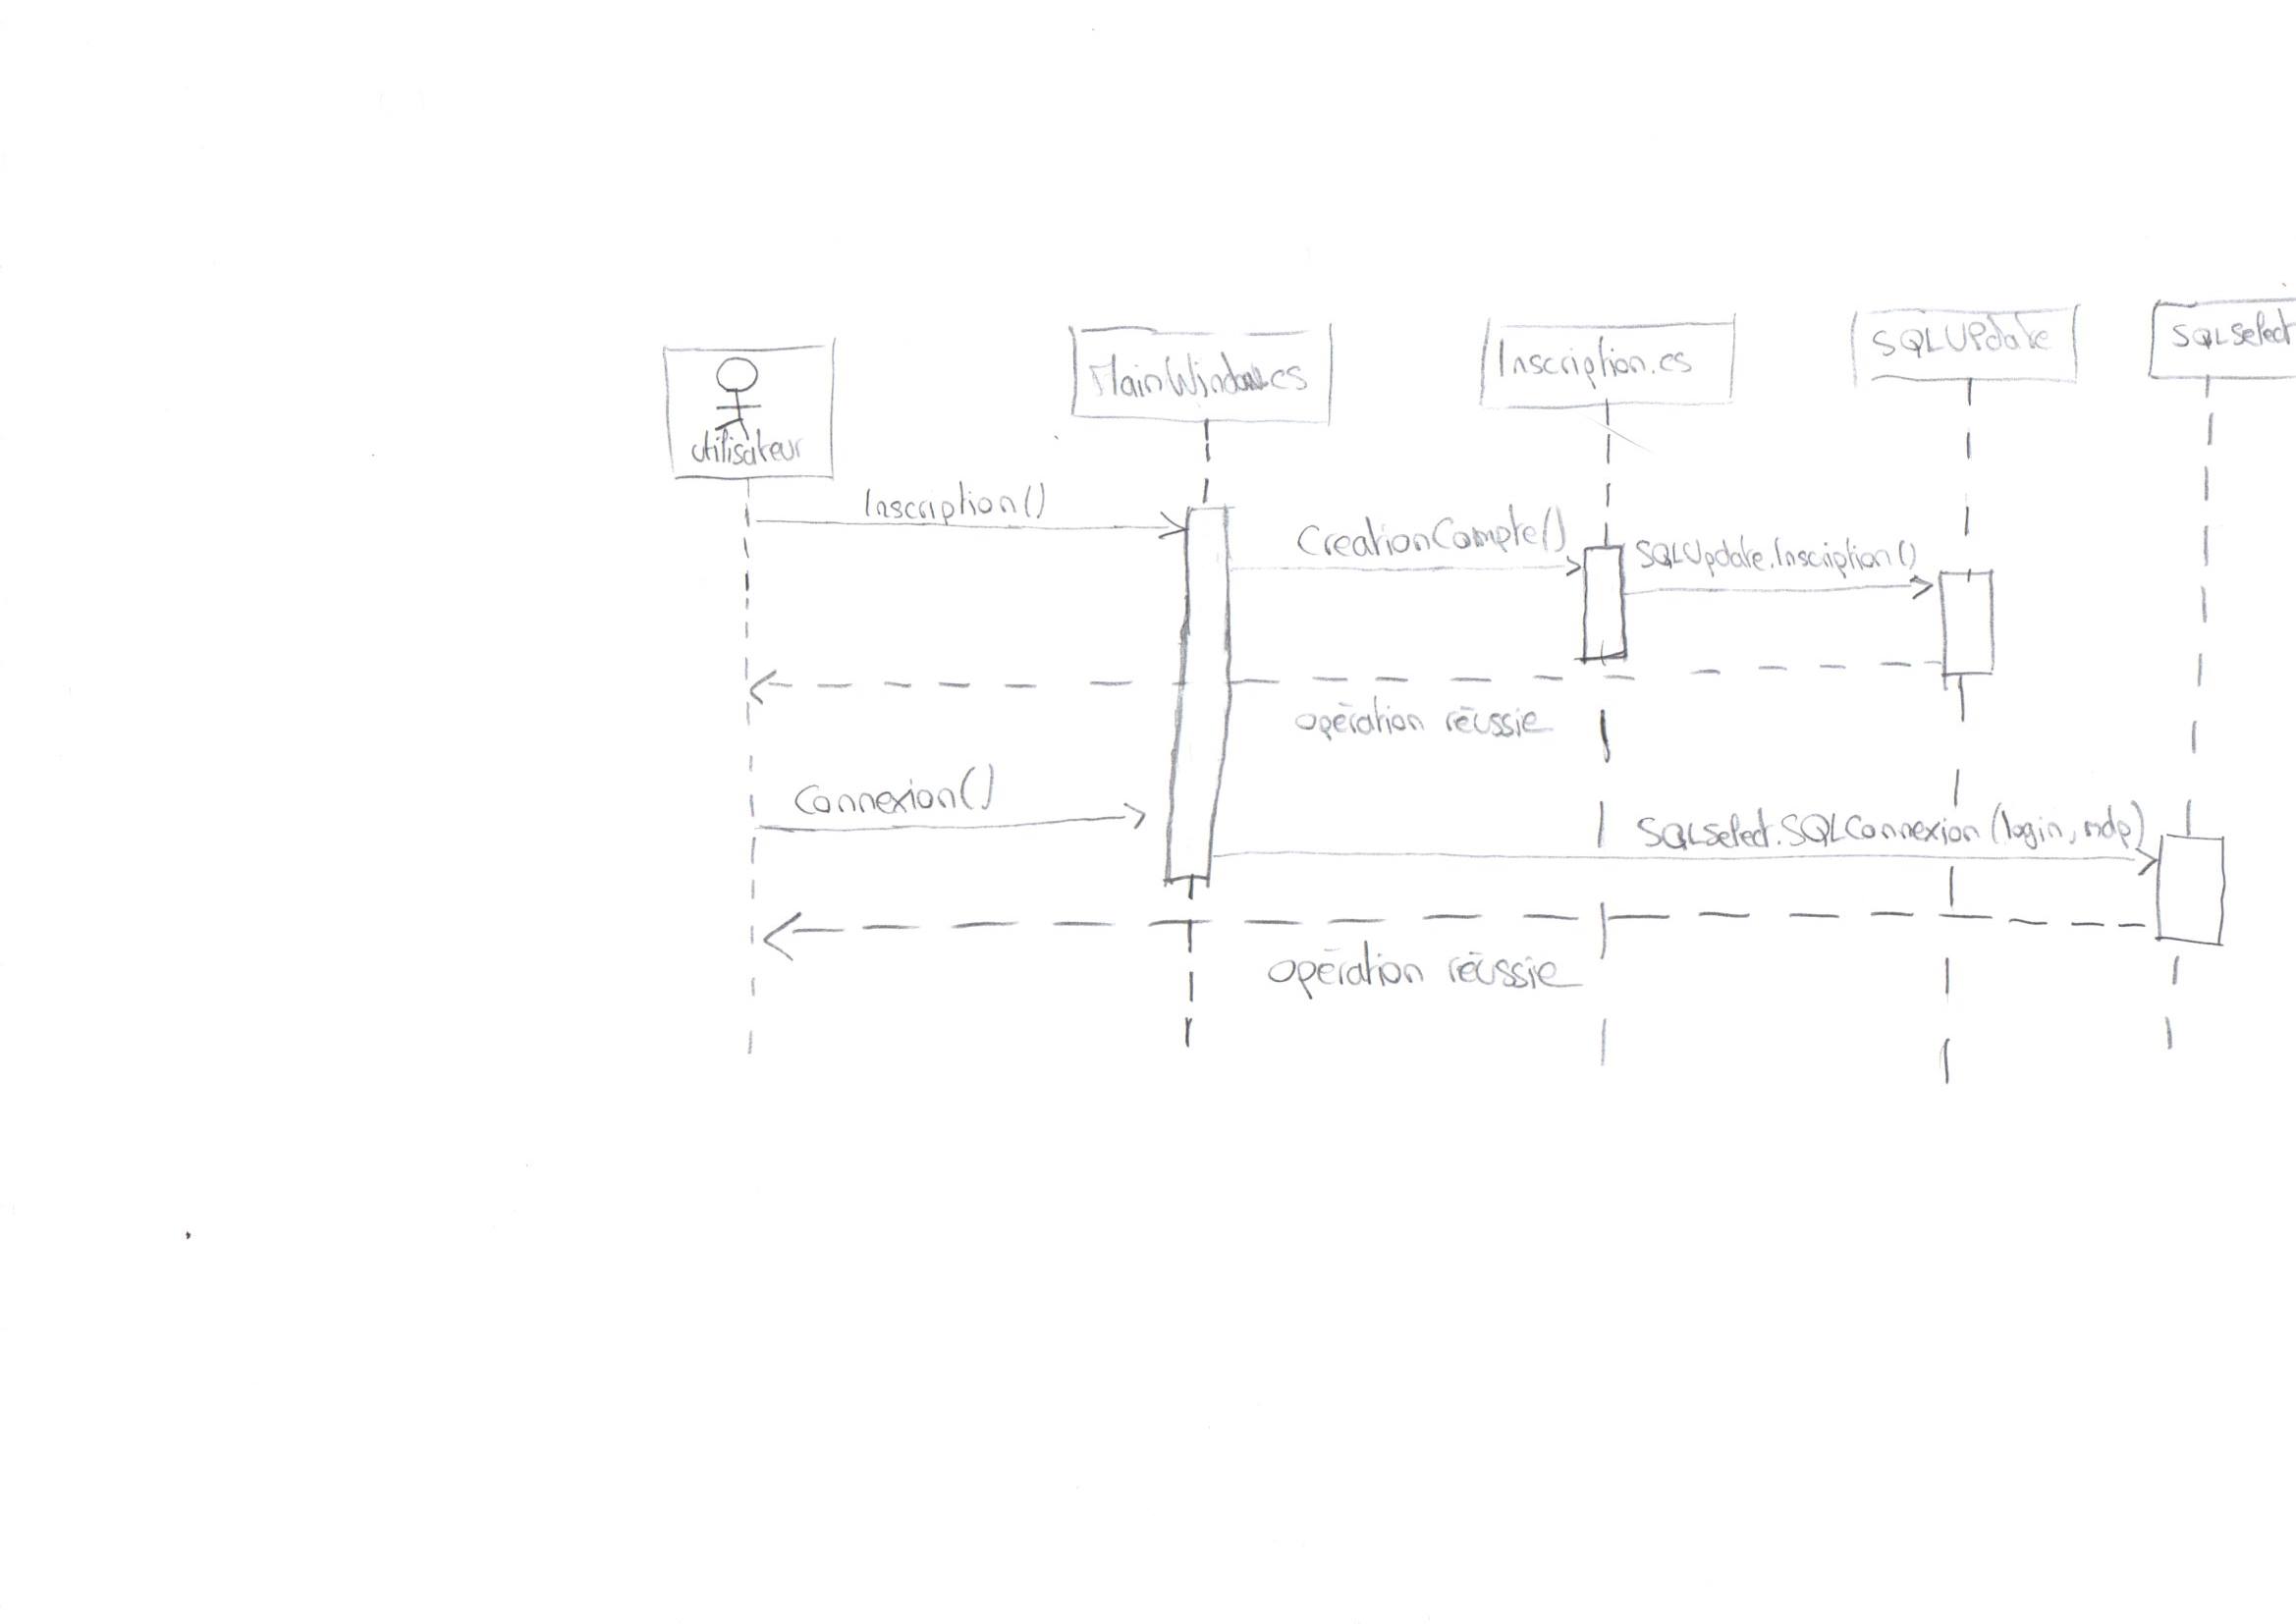 utilisateur
MainWindow.cs
Inscription.cs
SQLUPdate
SQLSelect
Inscription()
CreationCompte()
SQLUpdate.Inscription()
opération réussie
Connexion()
SQLSelect.SQLConnexion(login, mdp)
opération réussie